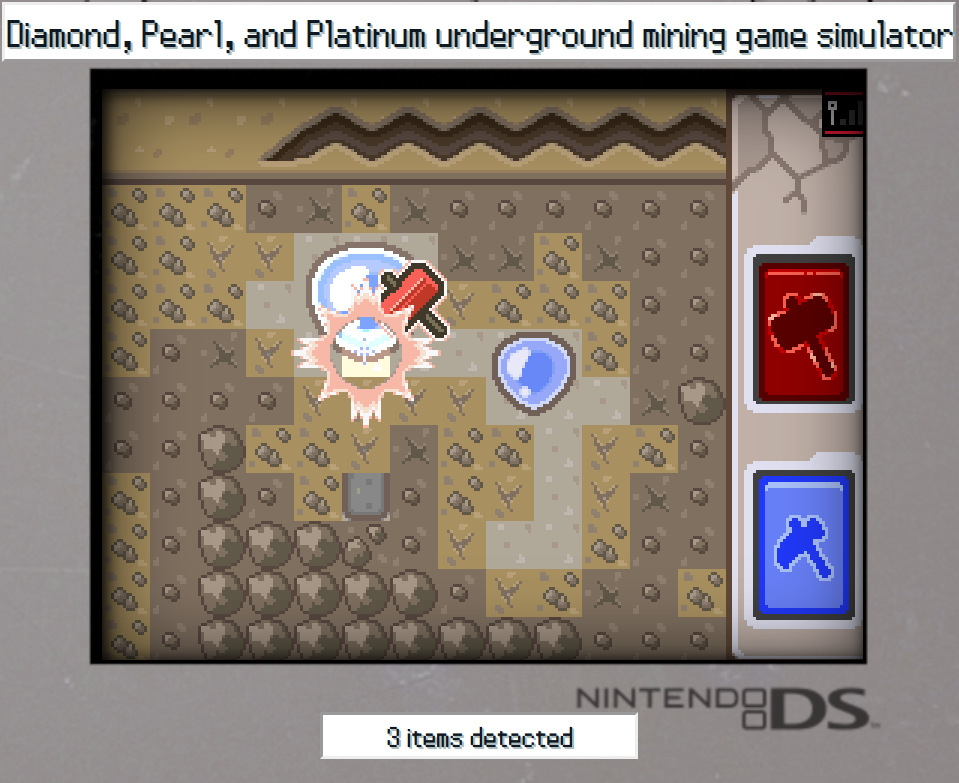 Diamond, Pearl, and Platinum underground mining game simulator
NINTENDO DS
3 items detected